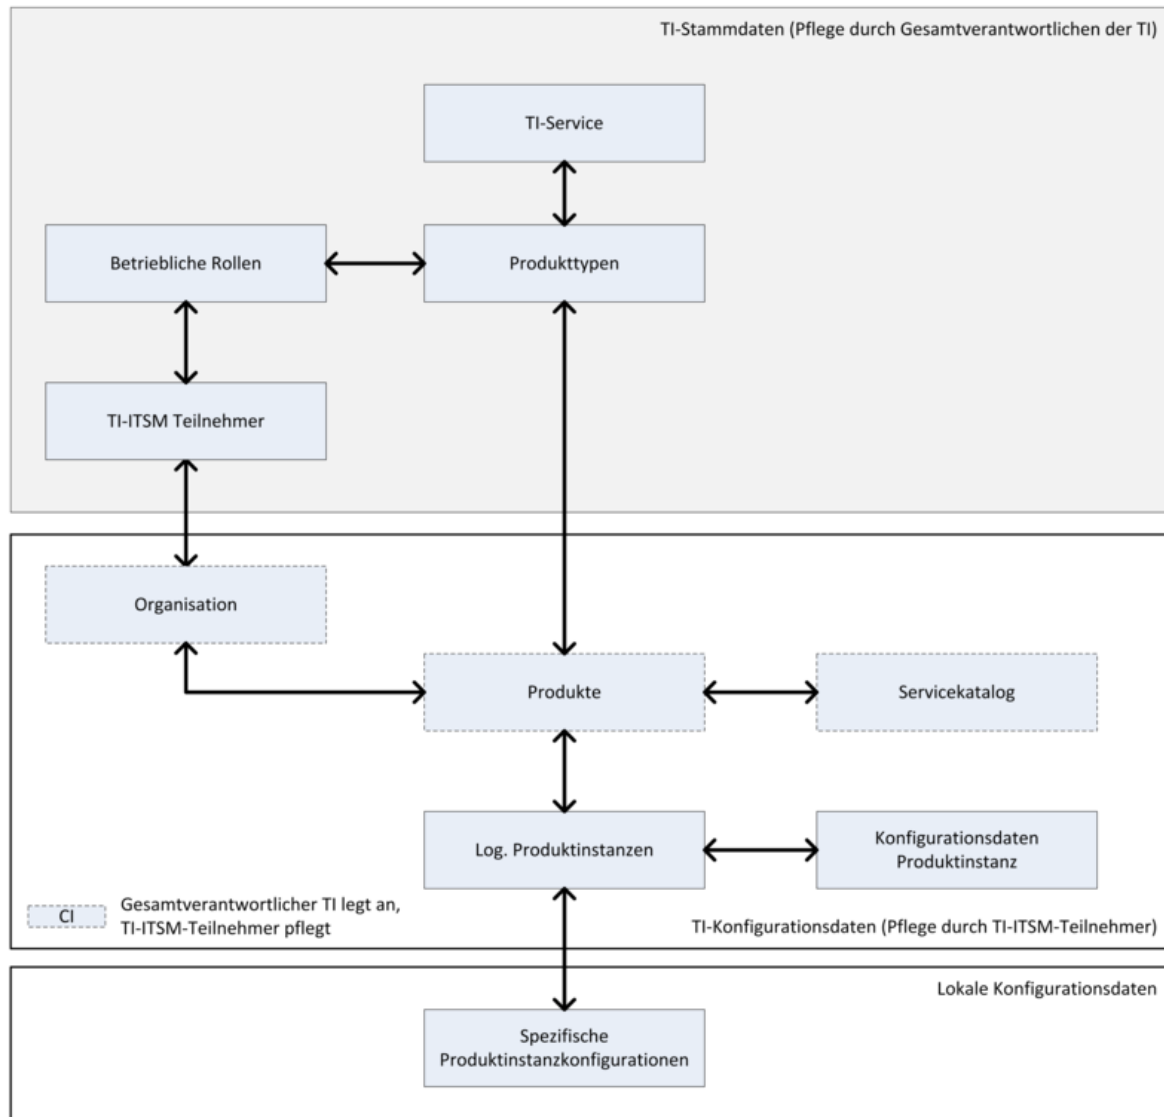 TI-Stammdaten (Pflege durch Gesamtverantwortlichen der TI)
TI-Service
Betriebliche Rollen
Produkttypen
TI-ITSM Teilnehmer
Organisation
Produkte
Servicekatalog
Log. Produktinstanzen
Konfigurationsdaten
Produktinstanz
CI
Gesamtverantwortlicher TI legt an,
TI-ITSM-Teilnehmer pflegt
TI-Konfigurationsdaten (Pflege durch TI-ITSM-Teilnehmer)
Lokale Konfigurationsdaten
Spezifische
Produktinstanzkonfigurationen